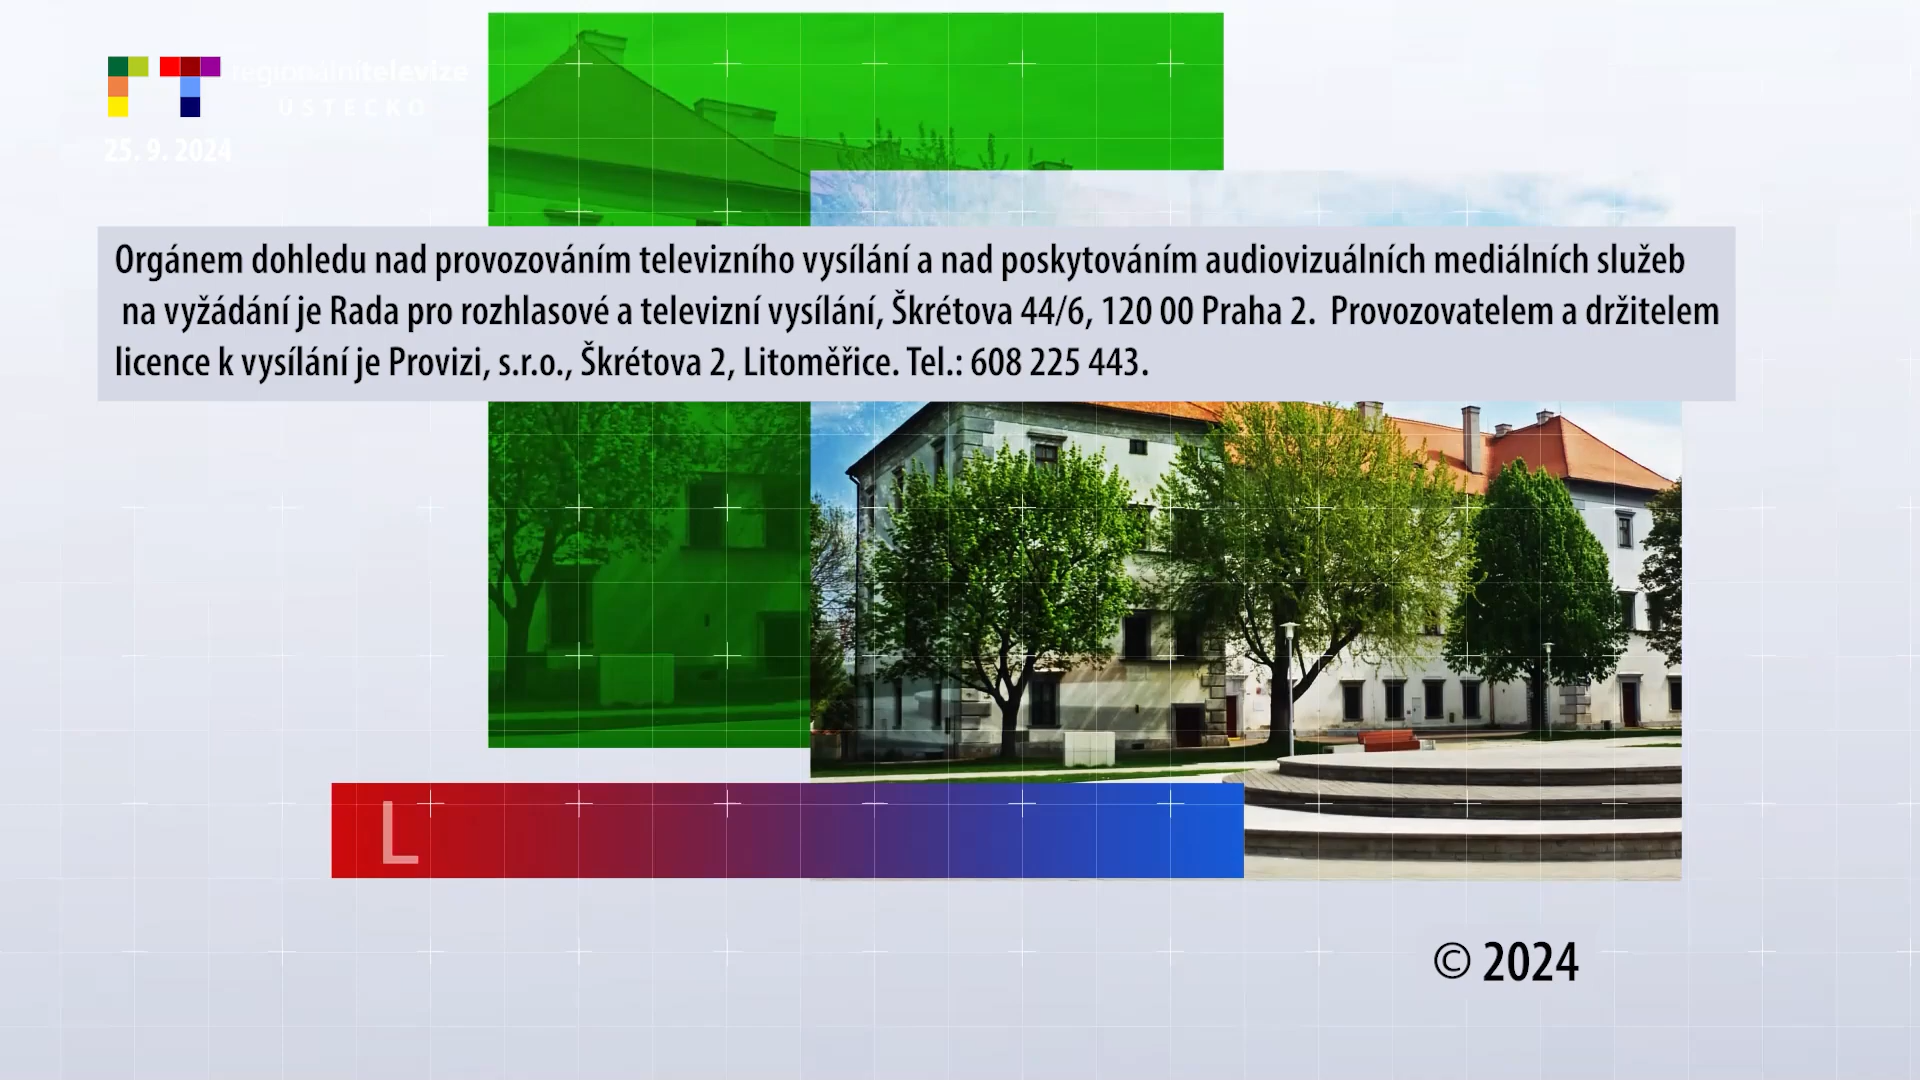 regionálnítelevize
ÚSTECKO
25. 9. 2024
Orgánem dohledu nad provozováním televizního vysílání a nad poskytováním audiovizuálních mediálních služeb
na vyžádání je Rada pro rozhlasové a televizní vysílání, Škrétova 44/6, 120 00 Praha 2. Provozovatelem a držitelem
licence k vysílání je Provizi, s.r.o., Škrétova 2, Litoměřice. Tel.: 608 225 443.
L
© 2024